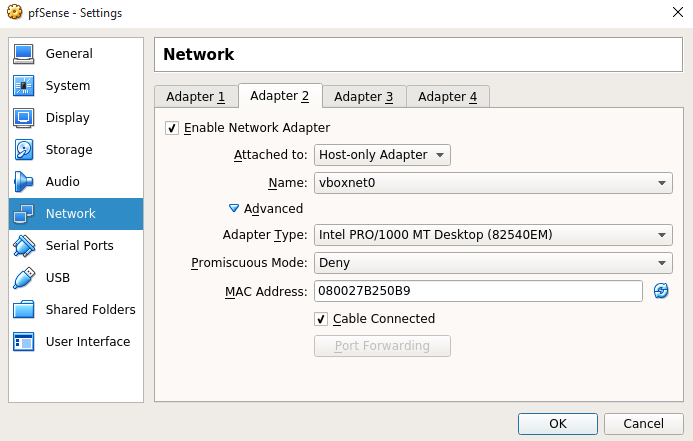 pfSense - Settings
General
System
Display
Storage
Audio
Network
Serial Ports
USB
Shared Folders
User Interface
Network
Adapter 1 Adapter 2 Adapter 3 Adapter 4
Enable Network Adapter
Attached to: Host-only Adapter
Name: vboxnet0
Advanced
Adapter Type: Intel PRO/1000 MT Desktop (82540EM)
Promiscuous Mode: Deny
MAC Address: 080027B250B9
Cable Connected
Port Forwarding
OK Cancel